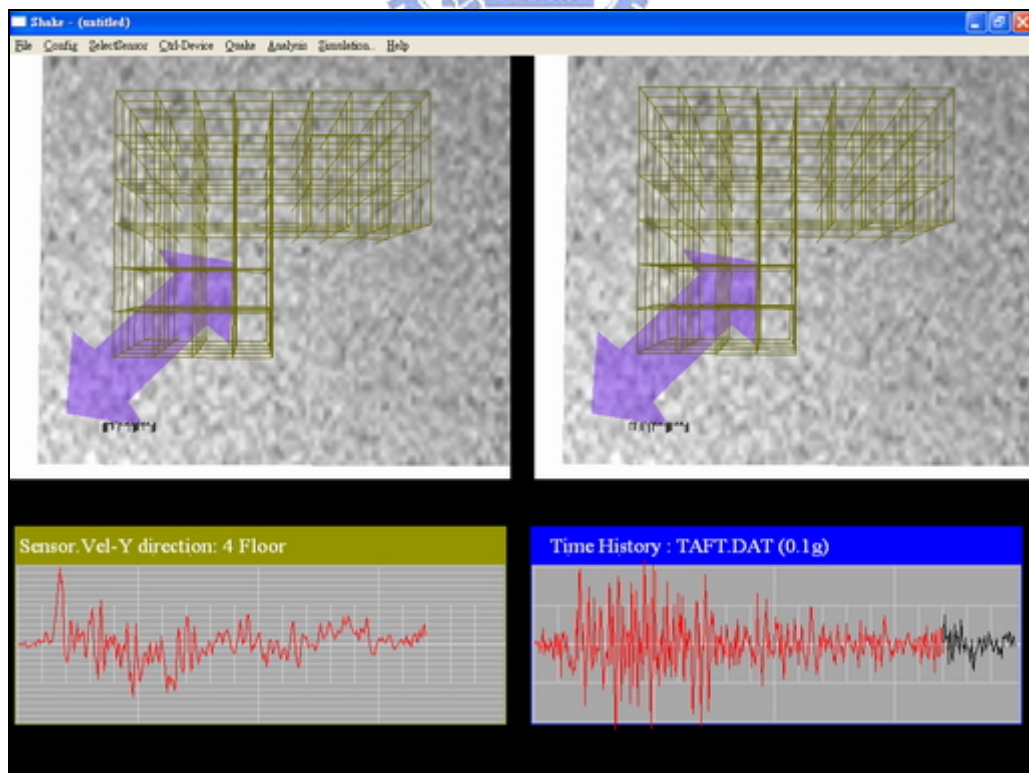 Shake - (untitled)
File Config SelectSensor Ctrl-Device Quake Analysis Simulation.. Help
Sensor.Vel-Y direction: 4 Floor
Time History : TAFT.DAT (0.1g)